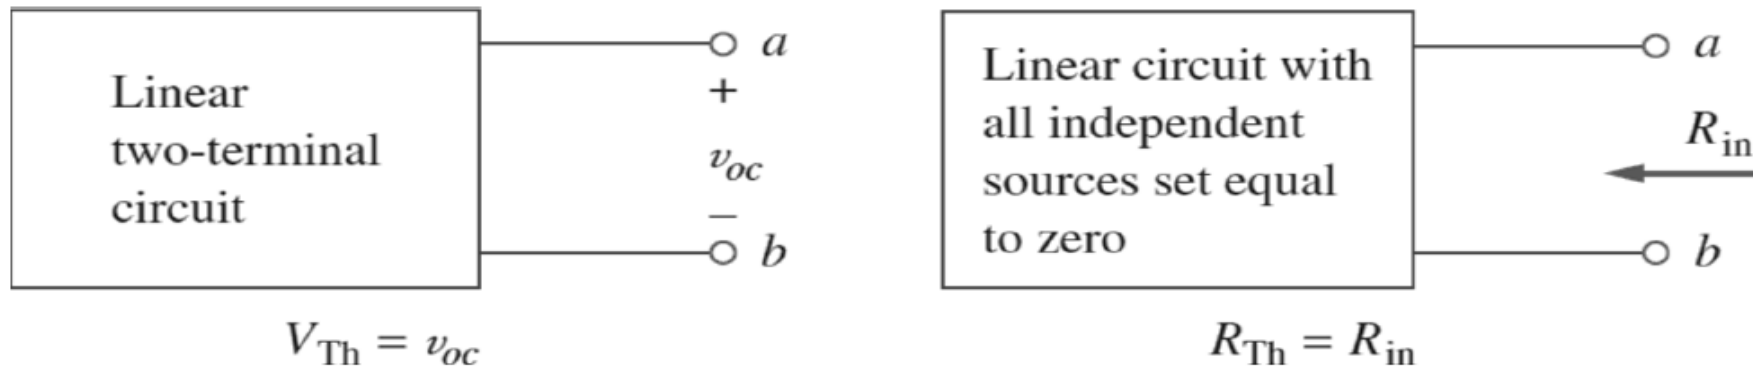 Linear
two-terminal
circuit
a
+
v_oc
–
b
V_Th = v_oc
Linear circuit with
all independent
sources set equal
to zero
a
R_in
b
R_Th = R_in